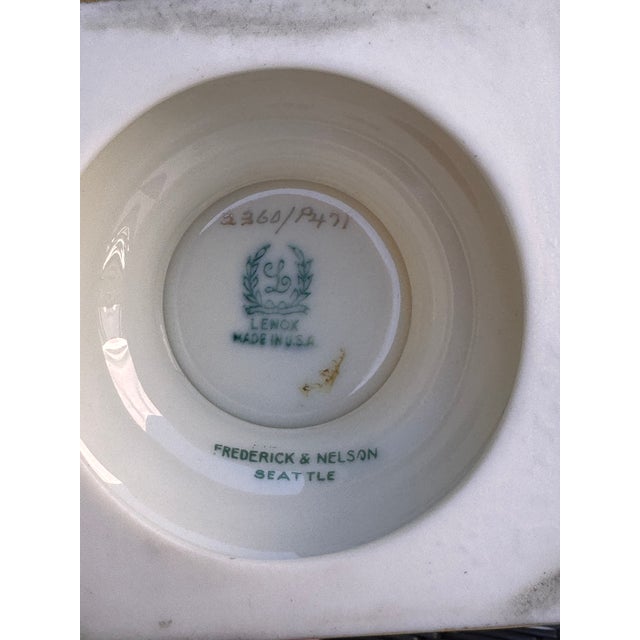 2260/P471
L
LENOX
MADE IN U.S.A
FREDERICK & NELSON
SEATTLE